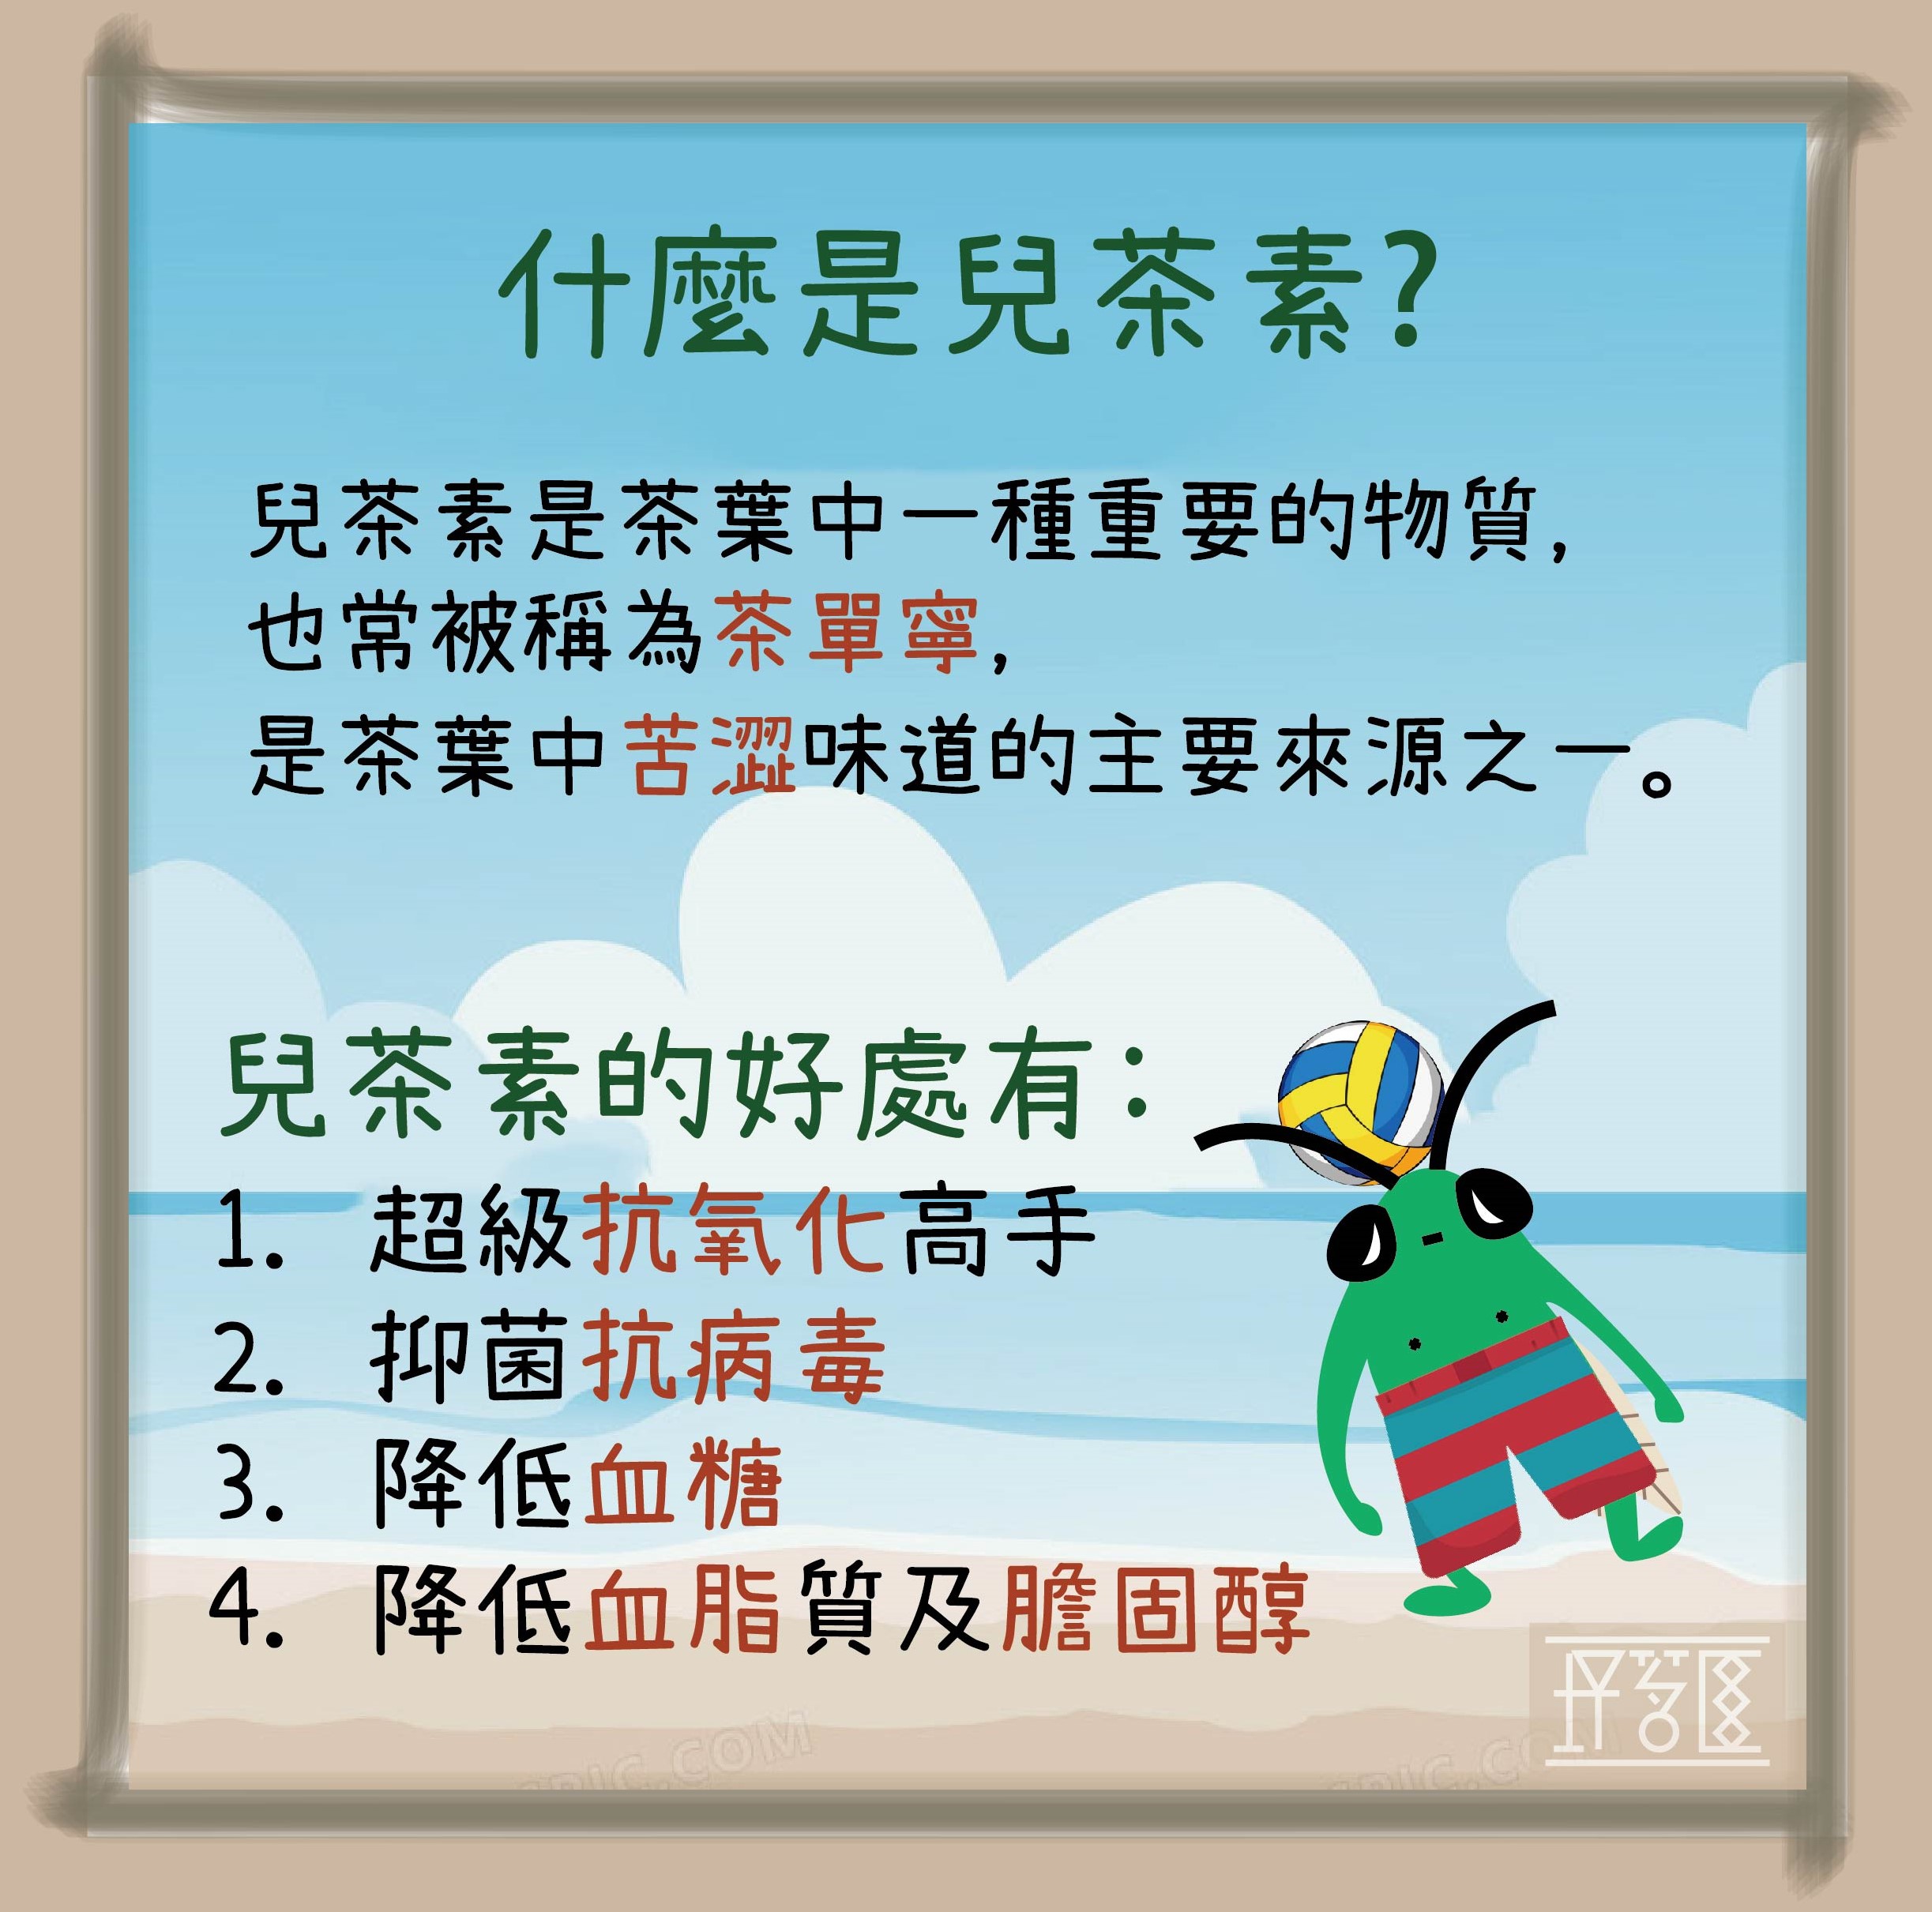 什麼是兒茶素?
兒茶素是茶葉中一種重要的物質,
也常被稱為茶單寧,
是茶葉中苦澀味道的主要來源之一。
兒茶素的好處有:
1. 超級抗氧化高手
2. 抑菌抗病毒
3. 降低血糖
4. 降低血脂質及膽固醇